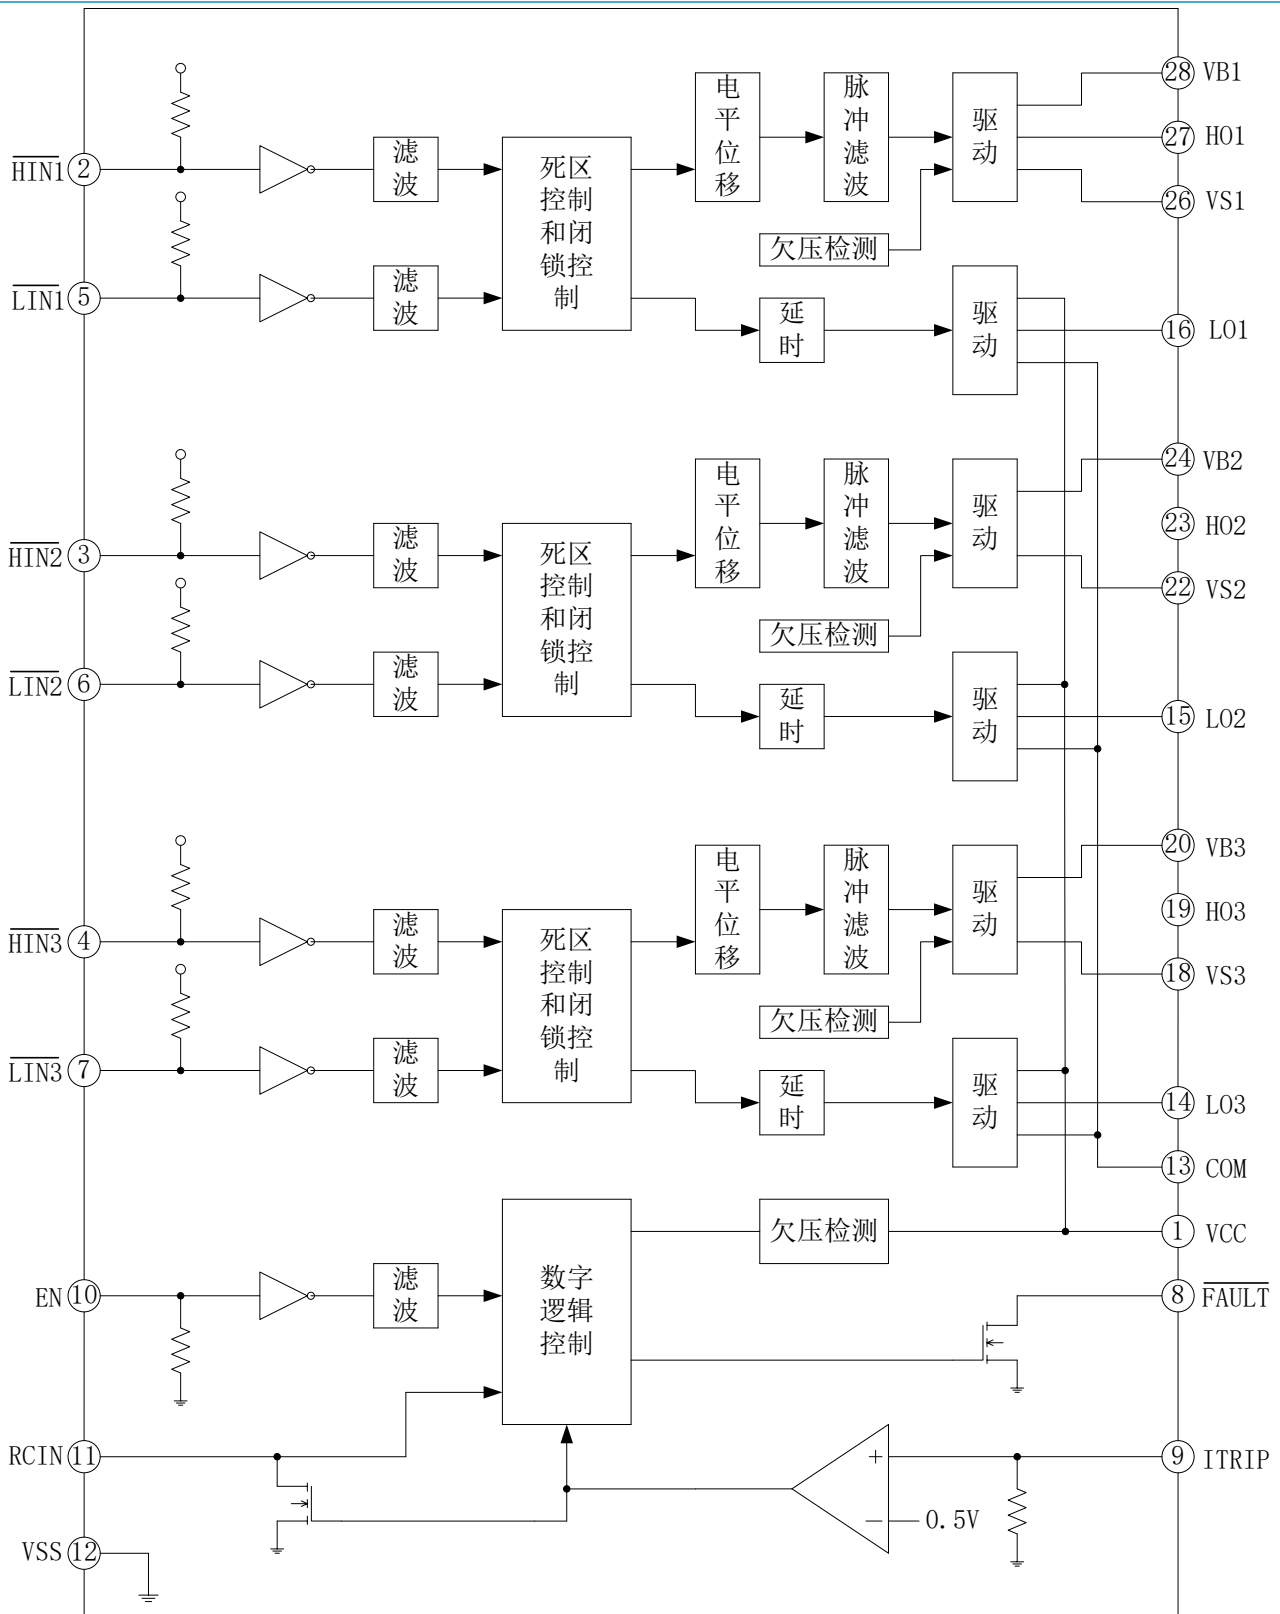 HIN1
2
LIN1
5
滤
波
滤
波
死区
控制
和闭
锁控
制
电
平
位
移
脉
冲
滤
波
驱
动
欠压检测
延
时
驱
动
28 VB1
27 HO1
26 VS1
16 LO1
HIN2
3
LIN2
6
滤
波
滤
波
死区
控制
和闭
锁控
制
电
平
位
移
脉
冲
滤
波
驱
动
欠压检测
延
时
驱
动
24 VB2
23 HO2
22 VS2
15 LO2
HIN3
4
LIN3
7
滤
波
滤
波
死区
控制
和闭
锁控
制
电
平
位
移
脉
冲
滤
波
驱
动
欠压检测
延
时
驱
动
20 VB3
19 HO3
18 VS3
14 LO3
13 COM
EN 10
滤
波
数字
逻辑
控制
欠压检测
1 VCC
8 FAULT
RCIN 11
+
−
0.5V
9 ITRIP
VSS 12